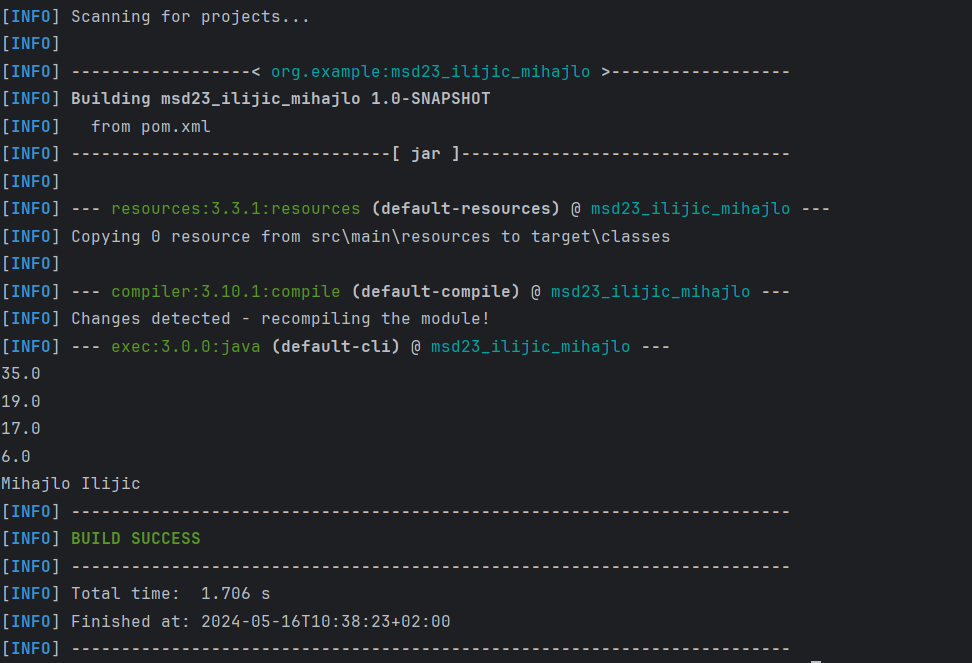 [INFO] Scanning for projects...
[INFO]
[INFO] ------------------< org.example:msd23_ilijic_mihajlo >------------------
[INFO] Building msd23_ilijic_mihajlo 1.0-SNAPSHOT
[INFO]   from pom.xml
[INFO] --------------------------------[ jar ]---------------------------------
[INFO]
[INFO] --- resources:3.3.1:resources (default-resources) @ msd23_ilijic_mihajlo ---
[INFO] Copying 0 resource from src\main\resources to target\classes
[INFO]
[INFO] --- compiler:3.10.1:compile (default-compile) @ msd23_ilijic_mihajlo ---
[INFO] Changes detected - recompiling the module!
[INFO] --- exec:3.0.0:java (default-cli) @ msd23_ilijic_mihajlo ---
35.0
19.0
17.0
6.0
Mihajlo Ilijic
[INFO] ------------------------------------------------------------------------
[INFO] BUILD SUCCESS
[INFO] ------------------------------------------------------------------------
[INFO] Total time:  1.706 s
[INFO] Finished at: 2024-05-16T10:38:23+02:00
[INFO] ------------------------------------------------------------------------